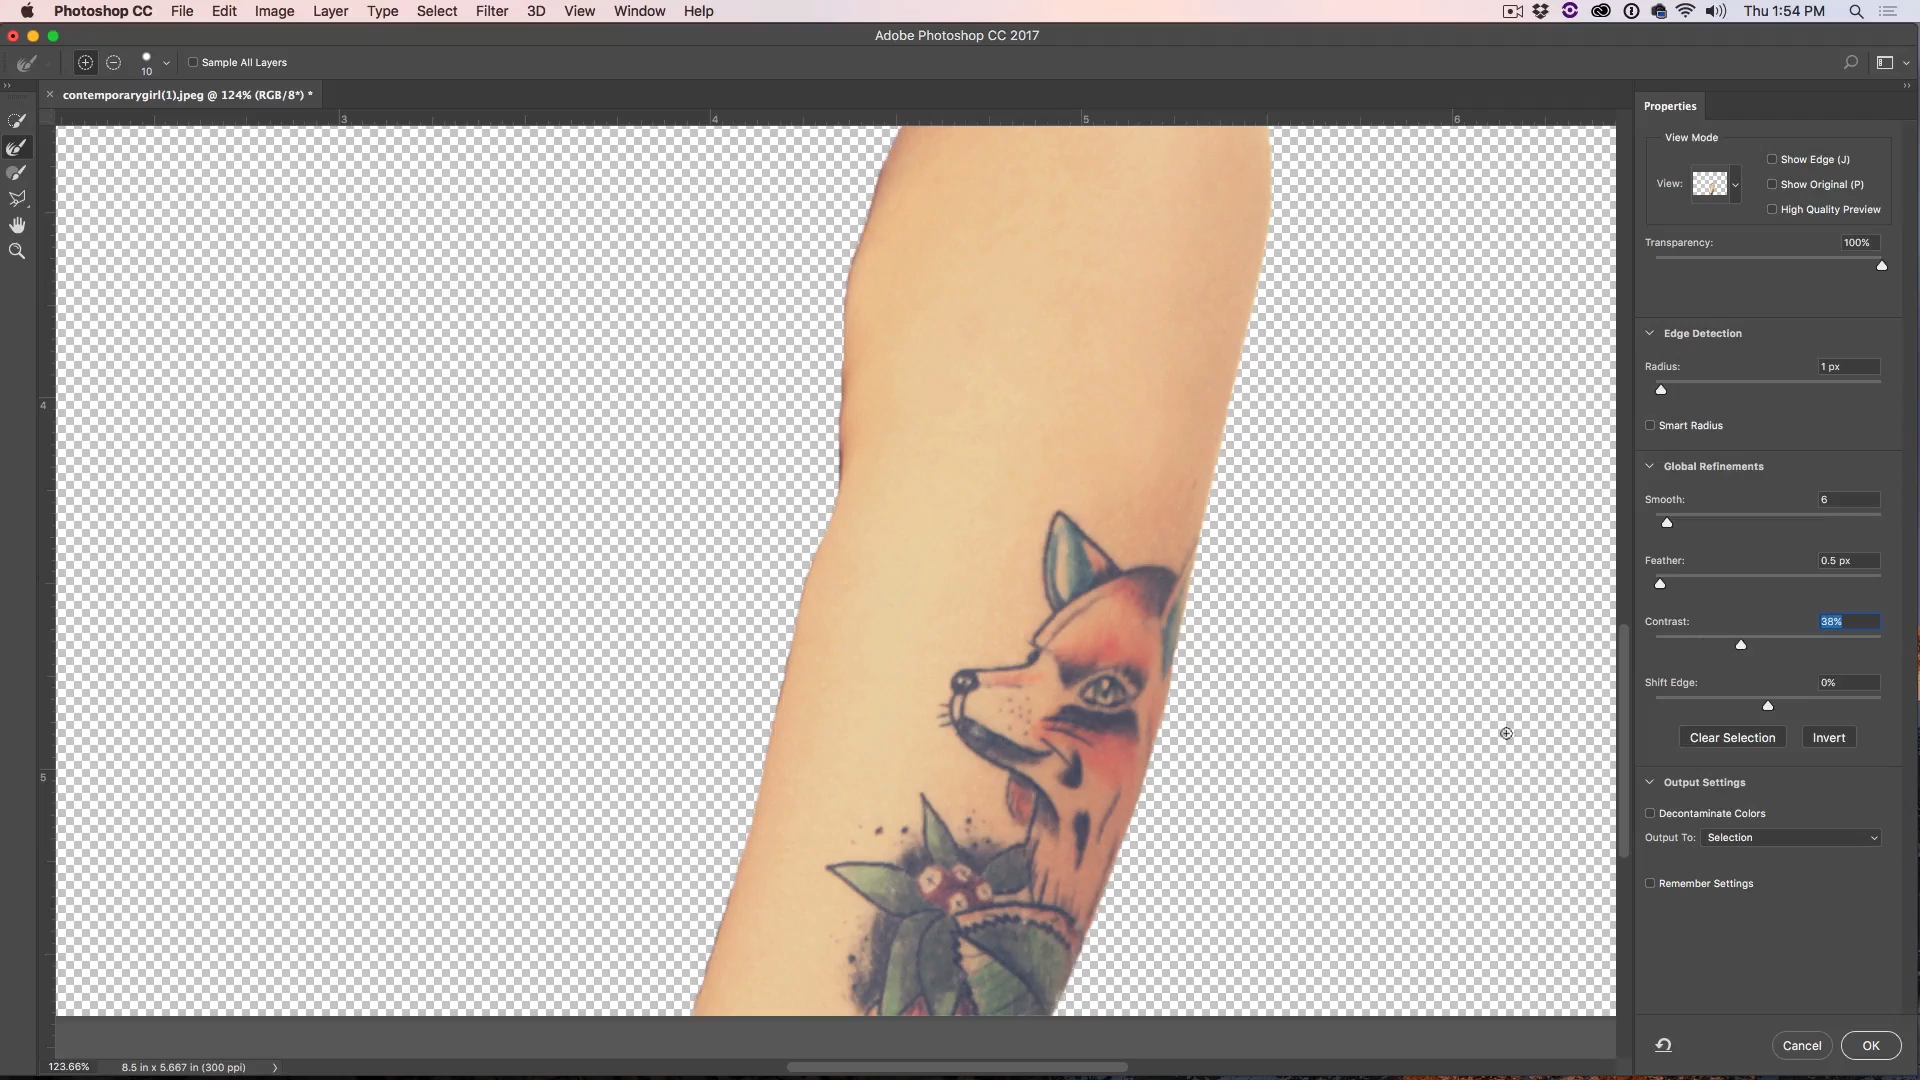 Photoshop CC File Edit Image Layer Type Select Filter 3D View Window Help Thu 1:54 PM
Adobe Photoshop CC 2017
10 Sample All Layers
contemporarygirl(1).jpeg @ 124% (RGB/8*) *
3 4 5 6
4
5
Properties
View Mode
View:
Show Edge (J)
Show Original (P)
High Quality Preview
Transparency: 100%
Edge Detection
Radius: 1 px
Smart Radius
Global Refinements
Smooth: 6
Feather: 0.5 px
Contrast: 38%
Shift Edge: 0%
Clear Selection Invert
Output Settings
Decontaminate Colors
Output To: Selection
Remember Settings
Cancel OK
123.66% 8.5 in x 5.667 in (300 ppi)